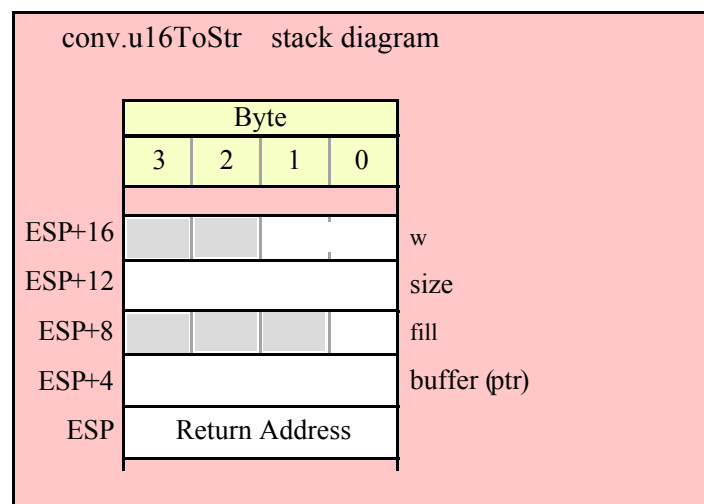 conv.u16ToStr stack diagram
Byte
3 2 1 0
ESP+16 w
ESP+12 size
ESP+8 fill
ESP+4 buffer (ptr)
ESP Return Address